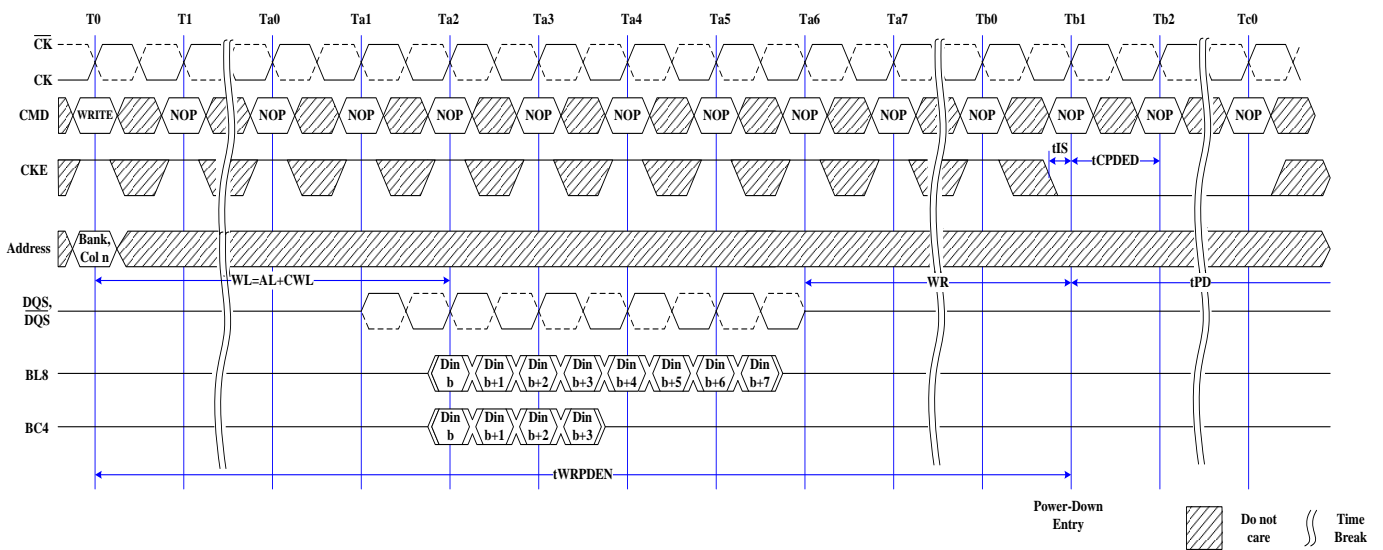 T0 T1 Ta0 Ta1 Ta2 Ta3 Ta4 Ta5 Ta6 Ta7 Tb0 Tb1 Tb2 Tc0
CK
CK
CMD WRITE NOP NOP NOP NOP NOP NOP NOP NOP NOP NOP NOP NOP NOP
tIS
CKE tCPDED
Address Bank,
Col n
WL=AL+CWL WR tPD
DQS,
DQS
BL8 Din b Din b+1 Din b+2 Din b+3 Din b+4 Din b+5 Din b+6 Din b+7
BC4 Din b Din b+1 Din b+2 Din b+3
tWRPDEN
Power-Down
Entry
Do not
care
Time
Break